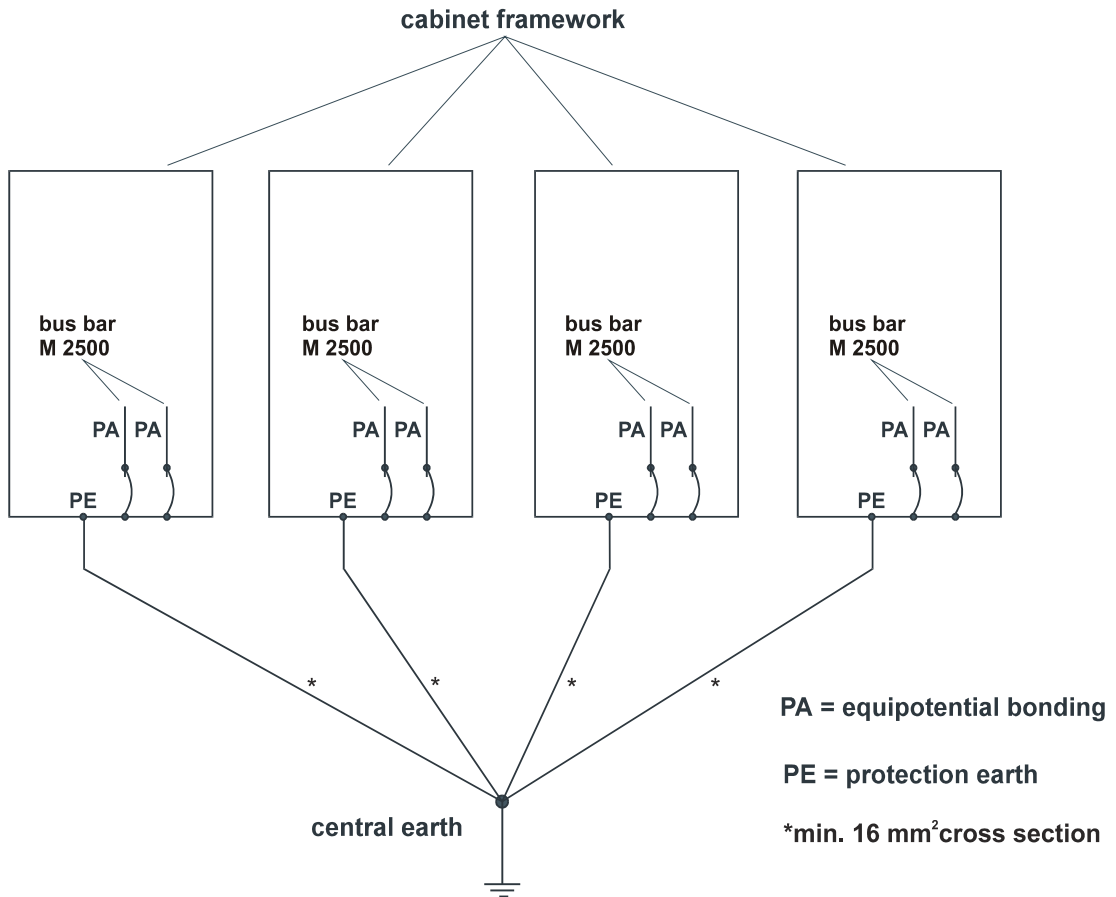 cabinet framework
bus bar
M 2500
PA PA
PE
bus bar
M 2500
PA PA
PE
bus bar
M 2500
PA PA
PE
bus bar
M 2500
PA PA
PE
* * * *
PA = equipotential bonding
PE = protection earth
central earth
*min. 16 mm²cross section